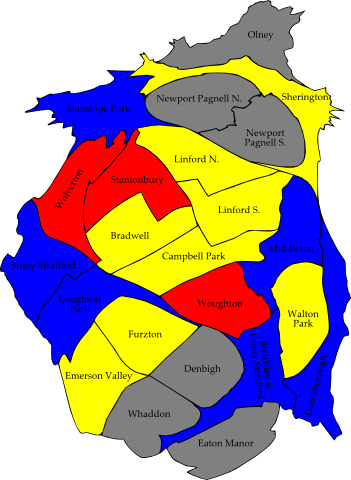 Olney
Sherington
Newport Pagnell N.
Hanslope Park
Newport
Pagnell S.
Linford N.
Wolverton
Stantonbury
Linford S.
Bradwell
Middleton
Campbell Park
Stony Stratford
Loughton
Park
Woughton
Walton
Park
Furzton
Bletchley &
Fenny Stratford
Denbigh
Emerson Valley
Danesborough
Whaddon
Eaton Manor